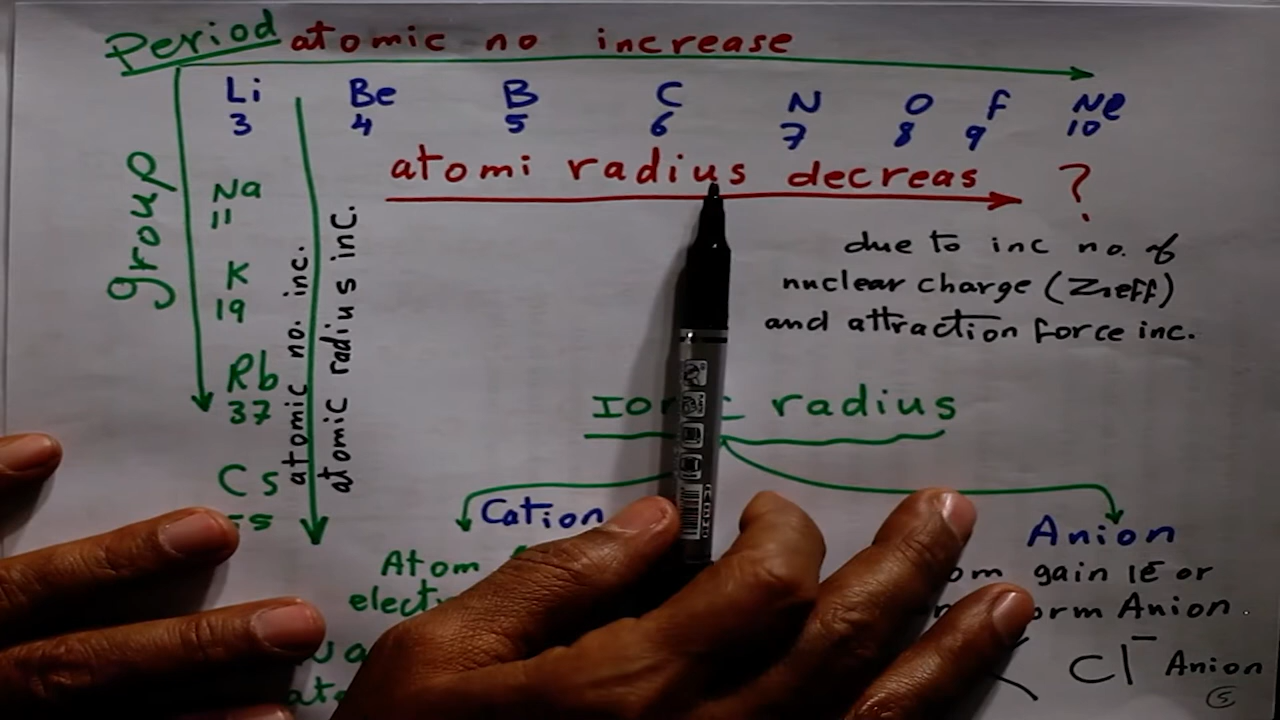 Period atomic no increase
Li Be B C N O F Ne
3 4 5 6 7 8 9 10
atomi radius decreas ?
group
Na
11
K
19
Rb
37
Cs
atomic no. inc.
atomic radius inc.
due to inc no. of
nuclear charge (Zneff)
and attraction force inc.
radius
Cation
Anion
Atom
gain 1E or
Anion.
Cl⁻ Anion
5